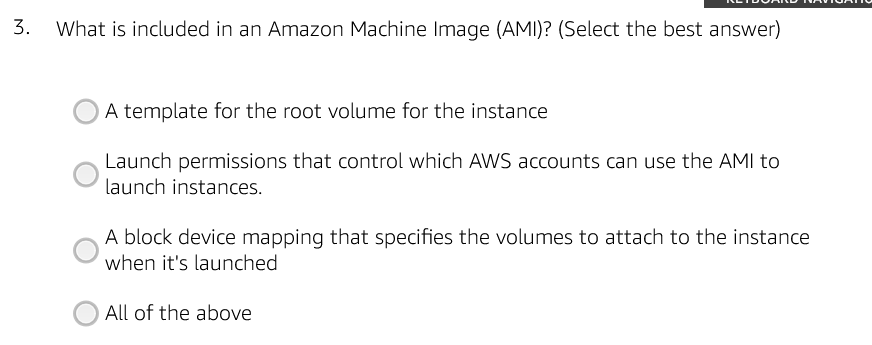 KEYBOARD NAVIGATIO
3. What is included in an Amazon Machine Image (AMI)? (Select the best answer)
A template for the root volume for the instance
Launch permissions that control which AWS accounts can use the AMI to
launch instances.
A block device mapping that specifies the volumes to attach to the instance
when it's launched
All of the above